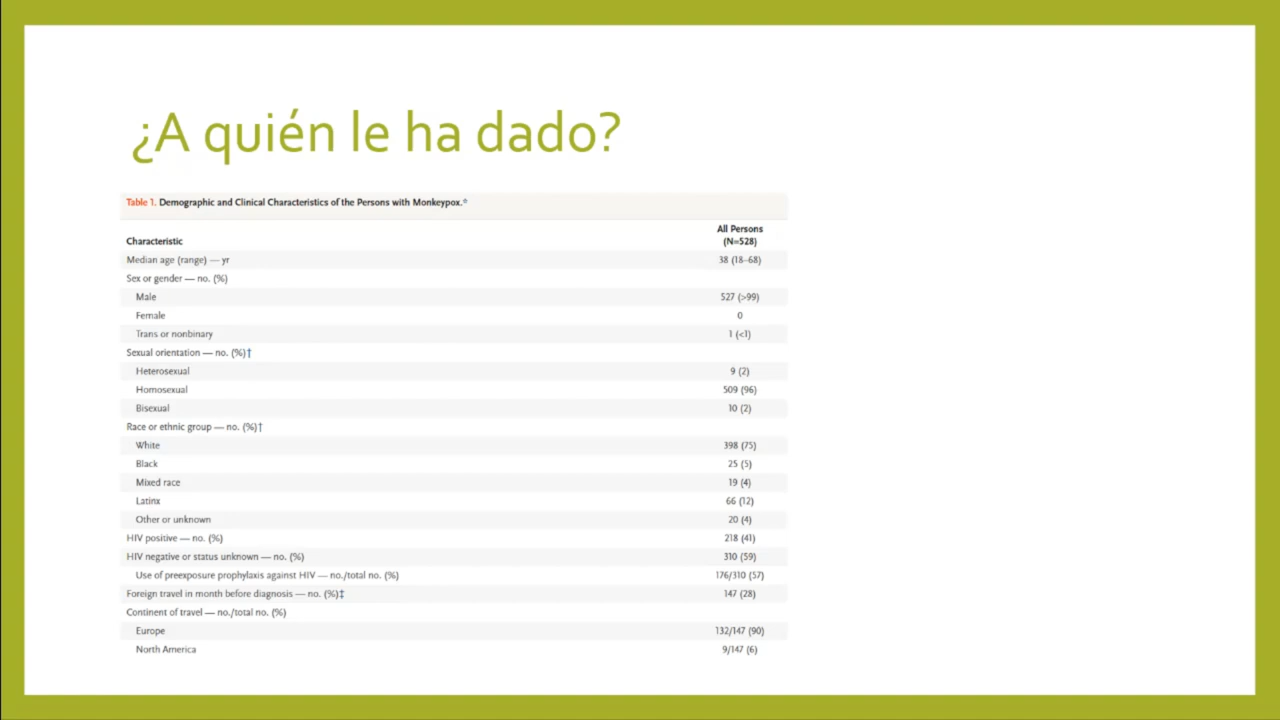 ¿A quién le ha dado?
Table 1. Demographic and Clinical Characteristics of the Persons with Monkeypox.*
Characteristic All Persons (N=528)
Median age (range) — yr 38 (18–68)
Sex or gender — no. (%)
Male 527 (>99)
Female 0
Trans or nonbinary 1 (<1)
Sexual orientation — no. (%)†
Heterosexual 9 (2)
Homosexual 509 (96)
Bisexual 10 (2)
Race or ethnic group — no. (%)†
White 398 (75)
Black 25 (5)
Mixed race 19 (4)
Latinx 66 (12)
Other or unknown 20 (4)
HIV positive — no. (%) 218 (41)
HIV negative or status unknown — no. (%) 310 (59)
Use of preexposure prophylaxis against HIV — no./total no. (%) 176/310 (57)
Foreign travel in month before diagnosis — no. (%)‡ 147 (28)
Continent of travel — no./total no. (%)
Europe 132/147 (90)
North America 9/147 (6)